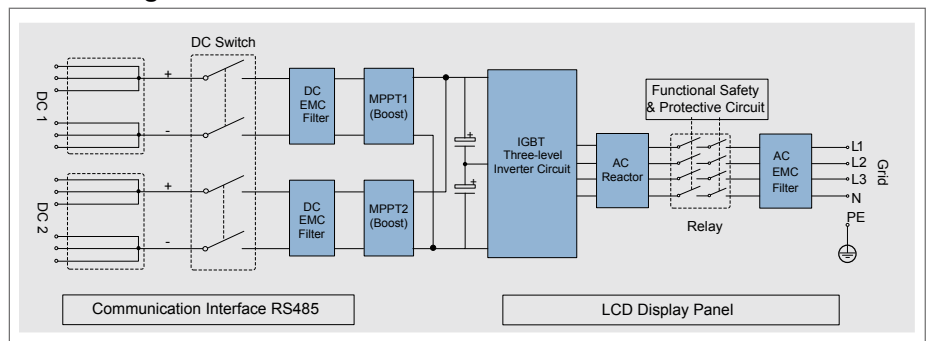 DC Switch
DC 1
+
-
DC
EMC
Filter
MPPT1
(Boost)
DC 2
+
-
DC
EMC
Filter
MPPT2
(Boost)
+
+
IGBT
Three-level
Inverter Circuit
AC
Reactor
Functional Safety
& Protective Circuit
Relay
AC
EMC
Filter
L1
L2
L3
N
PE
Grid
Communication Interface RS485
LCD Display Panel